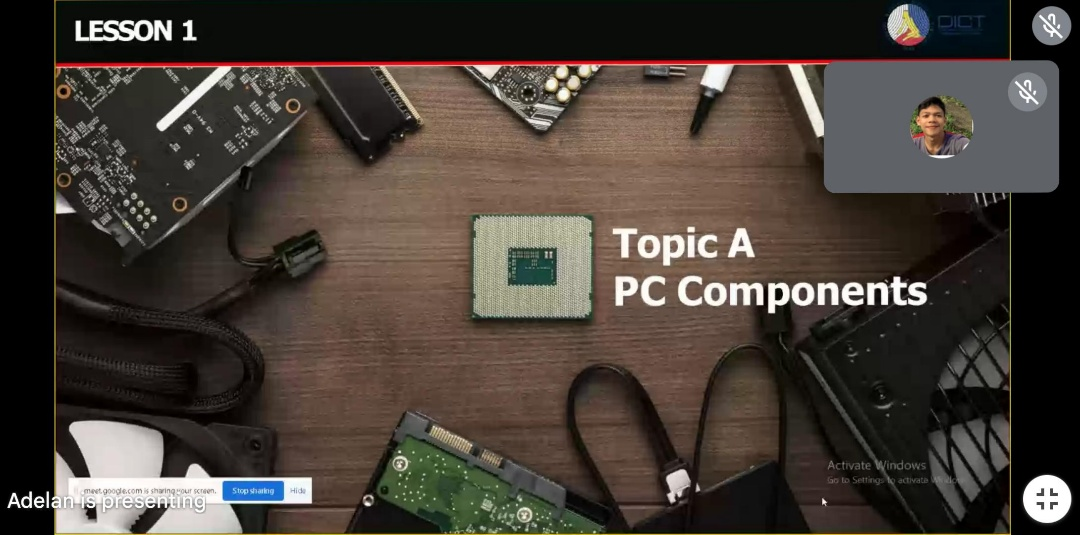 LESSON 1
DICT
Topic A
PC Components
Activate Windows
Go to Settings to activate Windows.
meet.google.com is sharing your screen.
Stop sharing
Hide
Adelan is presenting